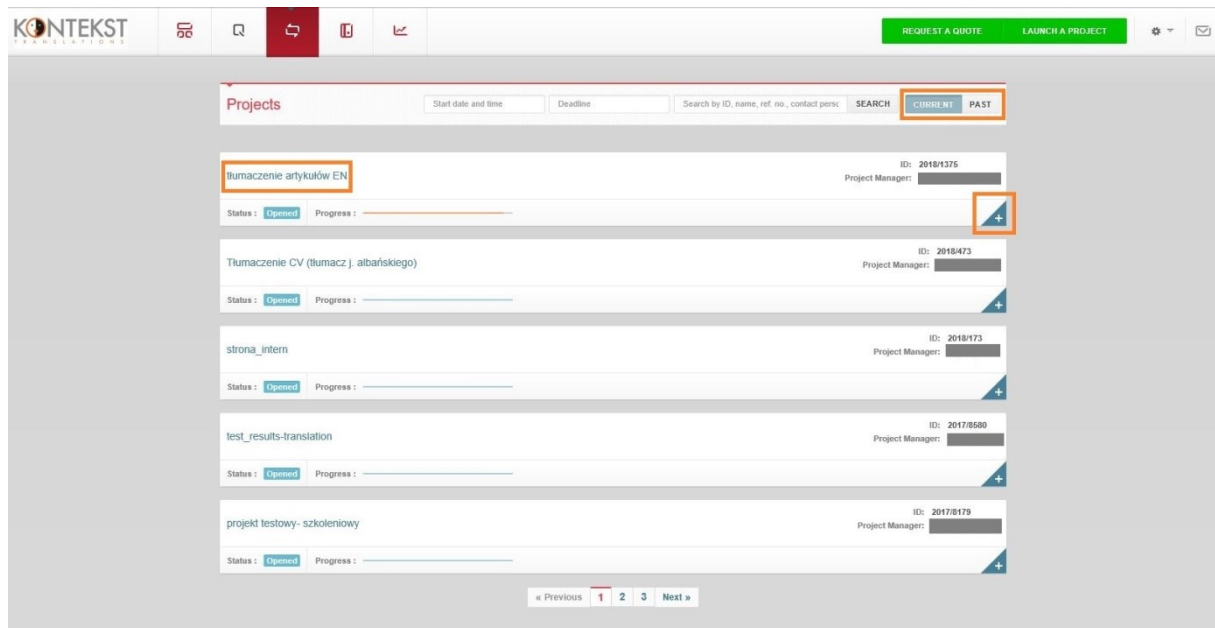 KONTEKST
TRANSLATIONS
REQUEST A QUOTE
LAUNCH A PROJECT
Projects
Start date and time
Deadline
Search by ID, name, ref. no., contact perso
SEARCH
CURRENT
PAST
tłumaczenie artykułów EN
ID: 2018/1375
Project Manager:
Status : Opened Progress :
Tłumaczenie CV (tłumacz j. albańskiego)
ID: 2018/473
Project Manager:
Status : Opened Progress :
strona_intern
ID: 2018/173
Project Manager:
Status : Opened Progress :
test_results-translation
ID: 2017/8580
Project Manager:
Status : Opened Progress :
projekt testowy- szkoleniowy
ID: 2017/8179
Project Manager:
Status : Opened Progress :
« Previous 1 2 3 Next »